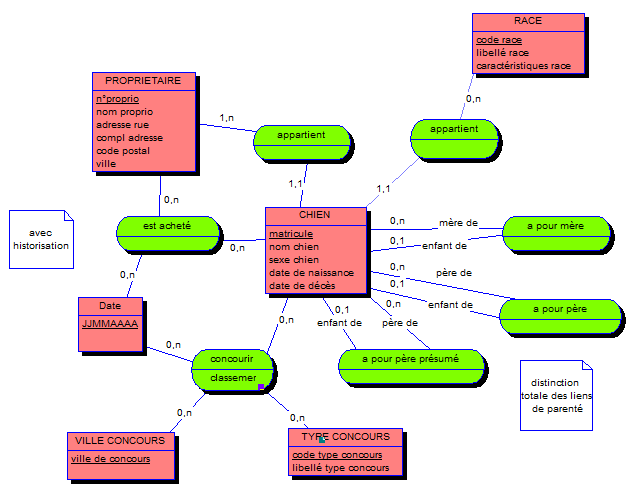 RACE
code race
libellé race
caractéristiques race
PROPRIETAIRE
n°proprio
nom proprio
adresse rue
compl adresse
code postal
ville
0,n
1,n
appartient
appartient
1,1
1,1
0,n
est acheté
0,n
avec
historisation
CHIEN
matricule
nom chien
sexe chien
date de naissance
date de décès
0,n
mère de
0,1
enfant de
a pour mère
0,n
père de
0,1
enfant de
a pour père
0,n
Date
JJMMAAAA
0,n
0,n
0,1
enfant de
0,n
père de
a pour père présumé
concourir
classemer
distinction
totale des liens
de parenté
0,n
0,n
VILLE CONCOURS
ville de concours
TYPE CONCOURS
code type concours
libellé type concours